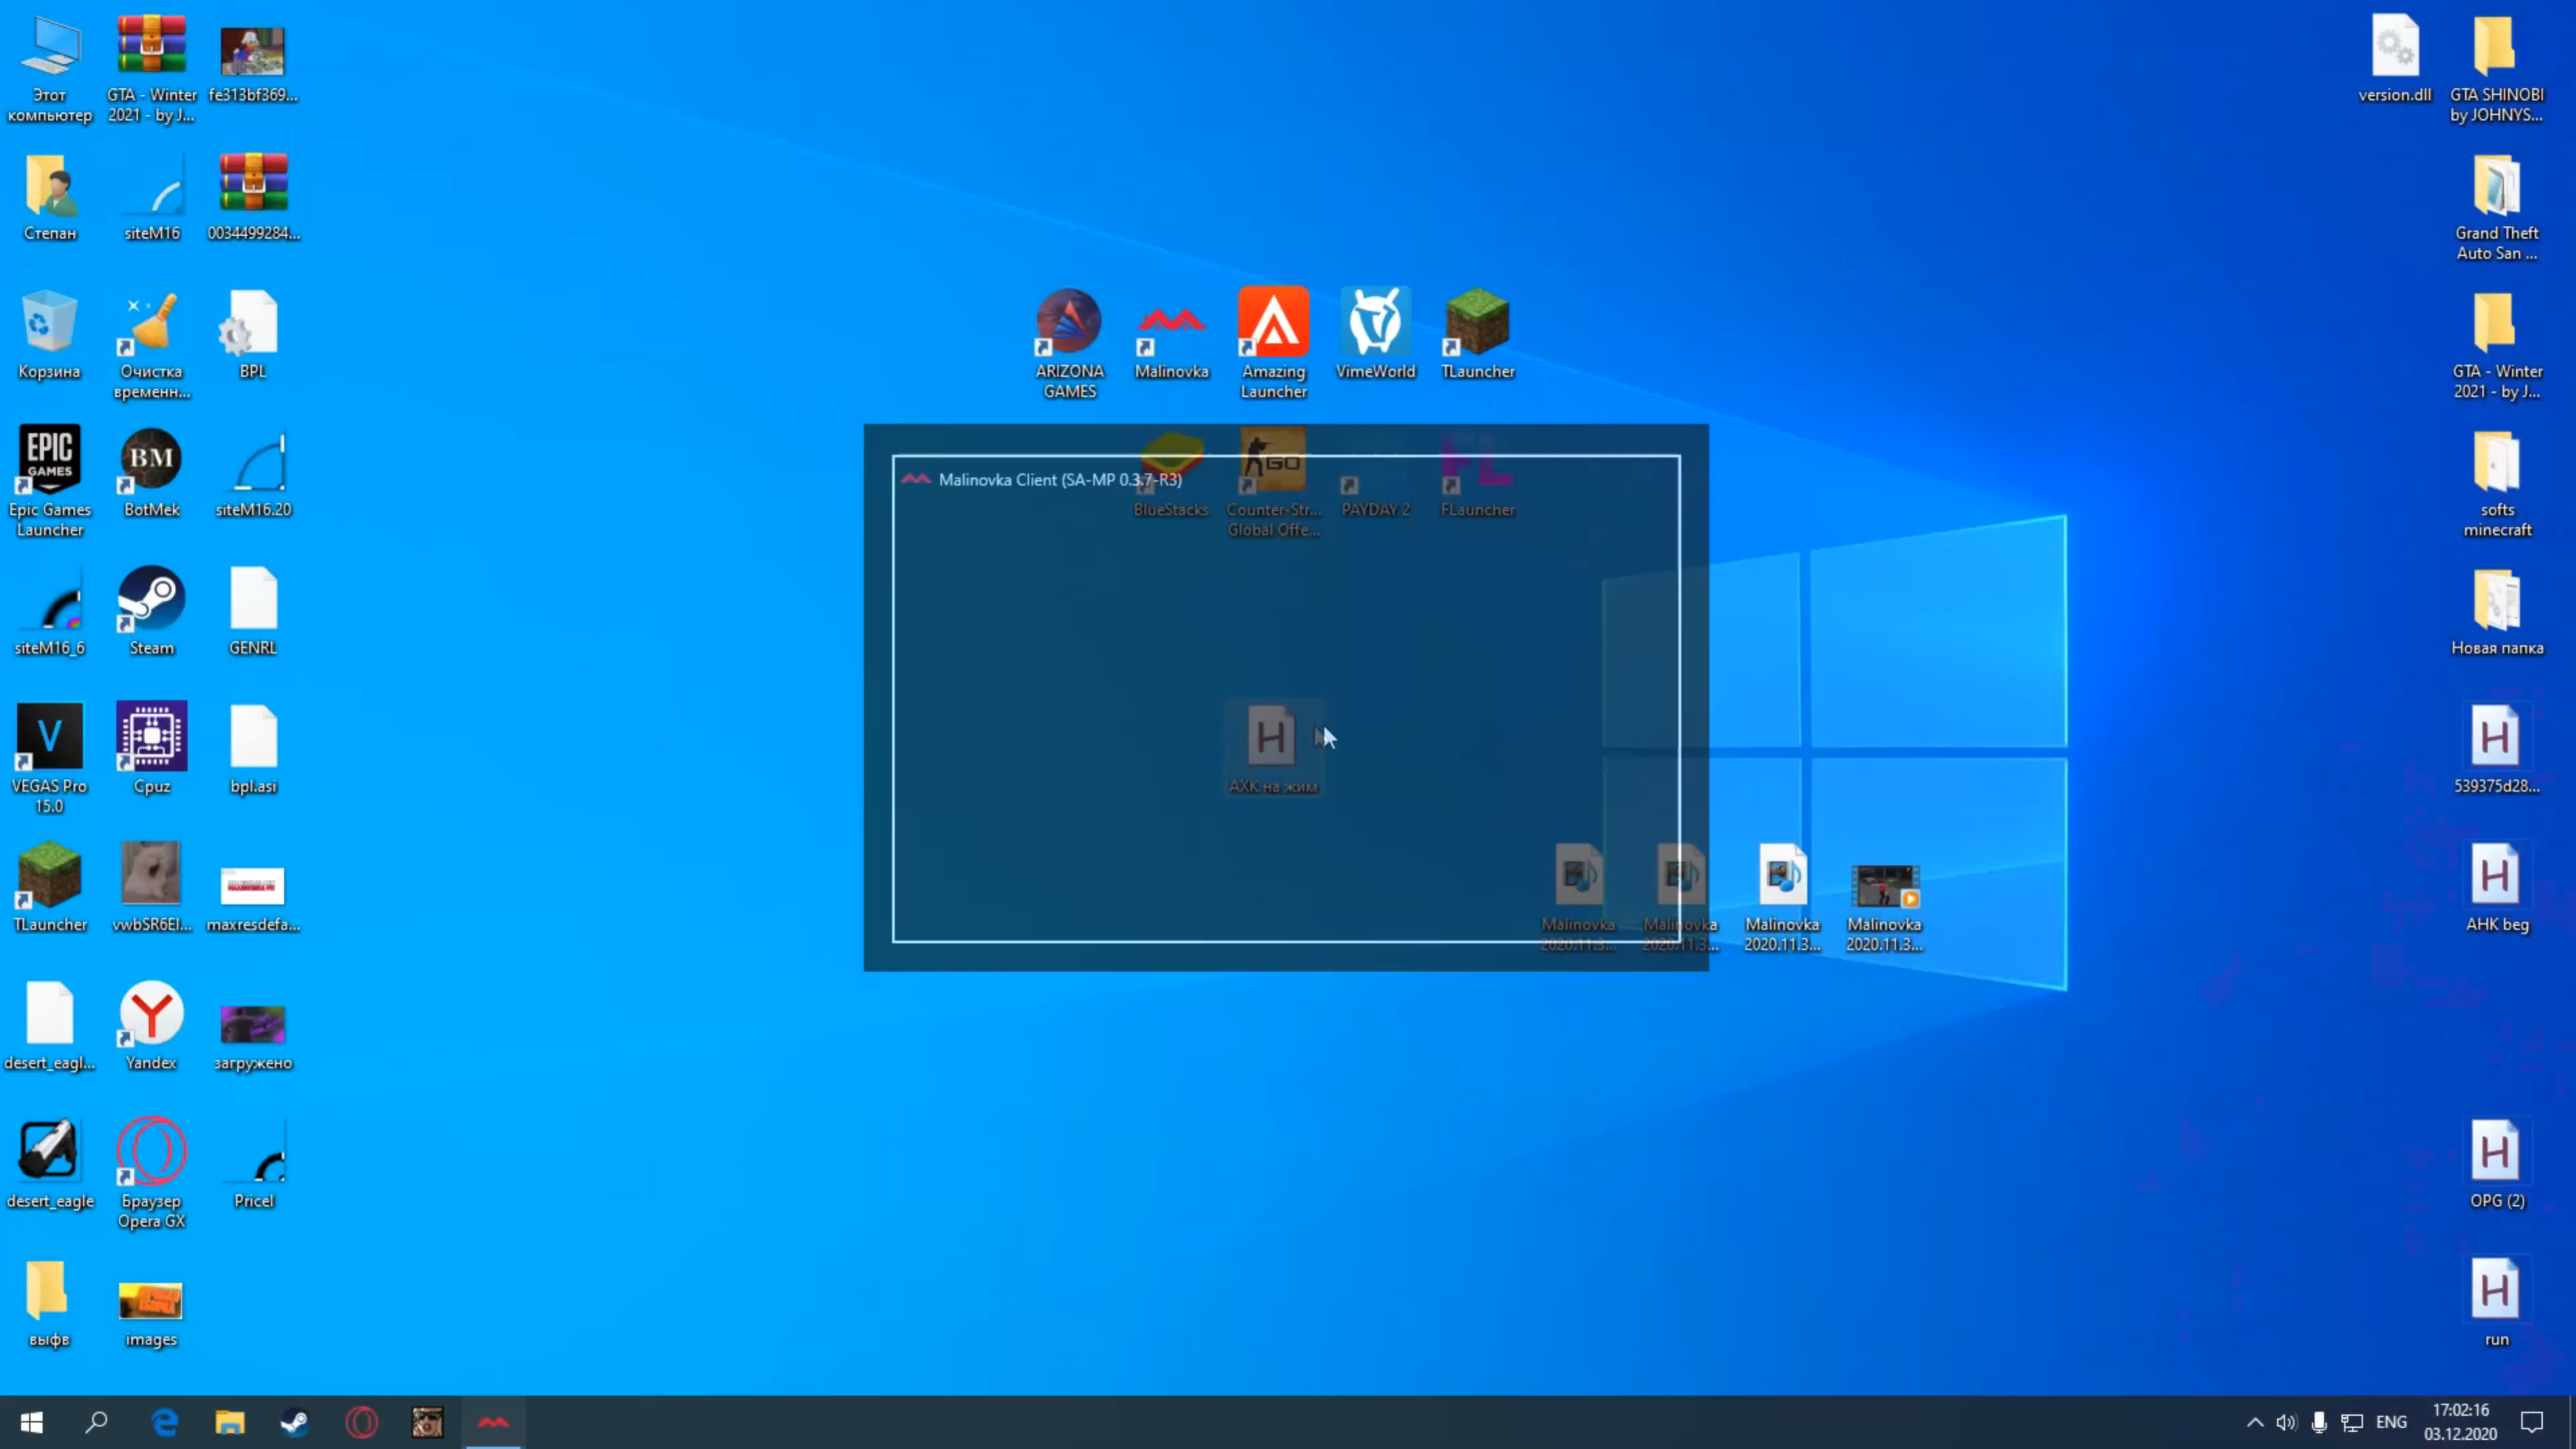 Этот
компьютер
GTA - Winter
2021 - by J...
fe313bf369...
Степан
siteM16
0034499284...
Корзина
Очистка
временн...
BPL
EPIC
GAMES
Epic Games
Launcher
BM
BotMek
siteM16.20
siteM16_6
Steam
GENRL
V
VEGAS Pro
15.0
Cpuz
bpl.asi
TLauncher
vwbSR6El...
maxresdefa...
desert_eagl...
Yandex
загружено
desert_eagle
Браузер
Opera GX
Pricel
выфв
images
ARIZONA
GAMES
Malinovka
Amazing
Launcher
VimeWorld
TLauncher
Malinovka Client (SA-MP 0.3.7-R3)
GO
FL
BlueStacks
Counter-Str...
Global Offe...
PAYDAY 2
FLauncher
H
АХК на жим
Malinovka
2020.11.3...
Malinovka
2020.11.3...
Malinovka
2020.11.3...
Malinovka
2020.11.3...
version.dll
GTA SHINOBI
by JOHNYS...
Grand Theft
Auto San ...
GTA - Winter
2021 - by J...
softs
minecraft
Новая папка
H
539375d28...
H
AHK beg
H
OPG (2)
H
run
ENG
17:02:16
03.12.2020